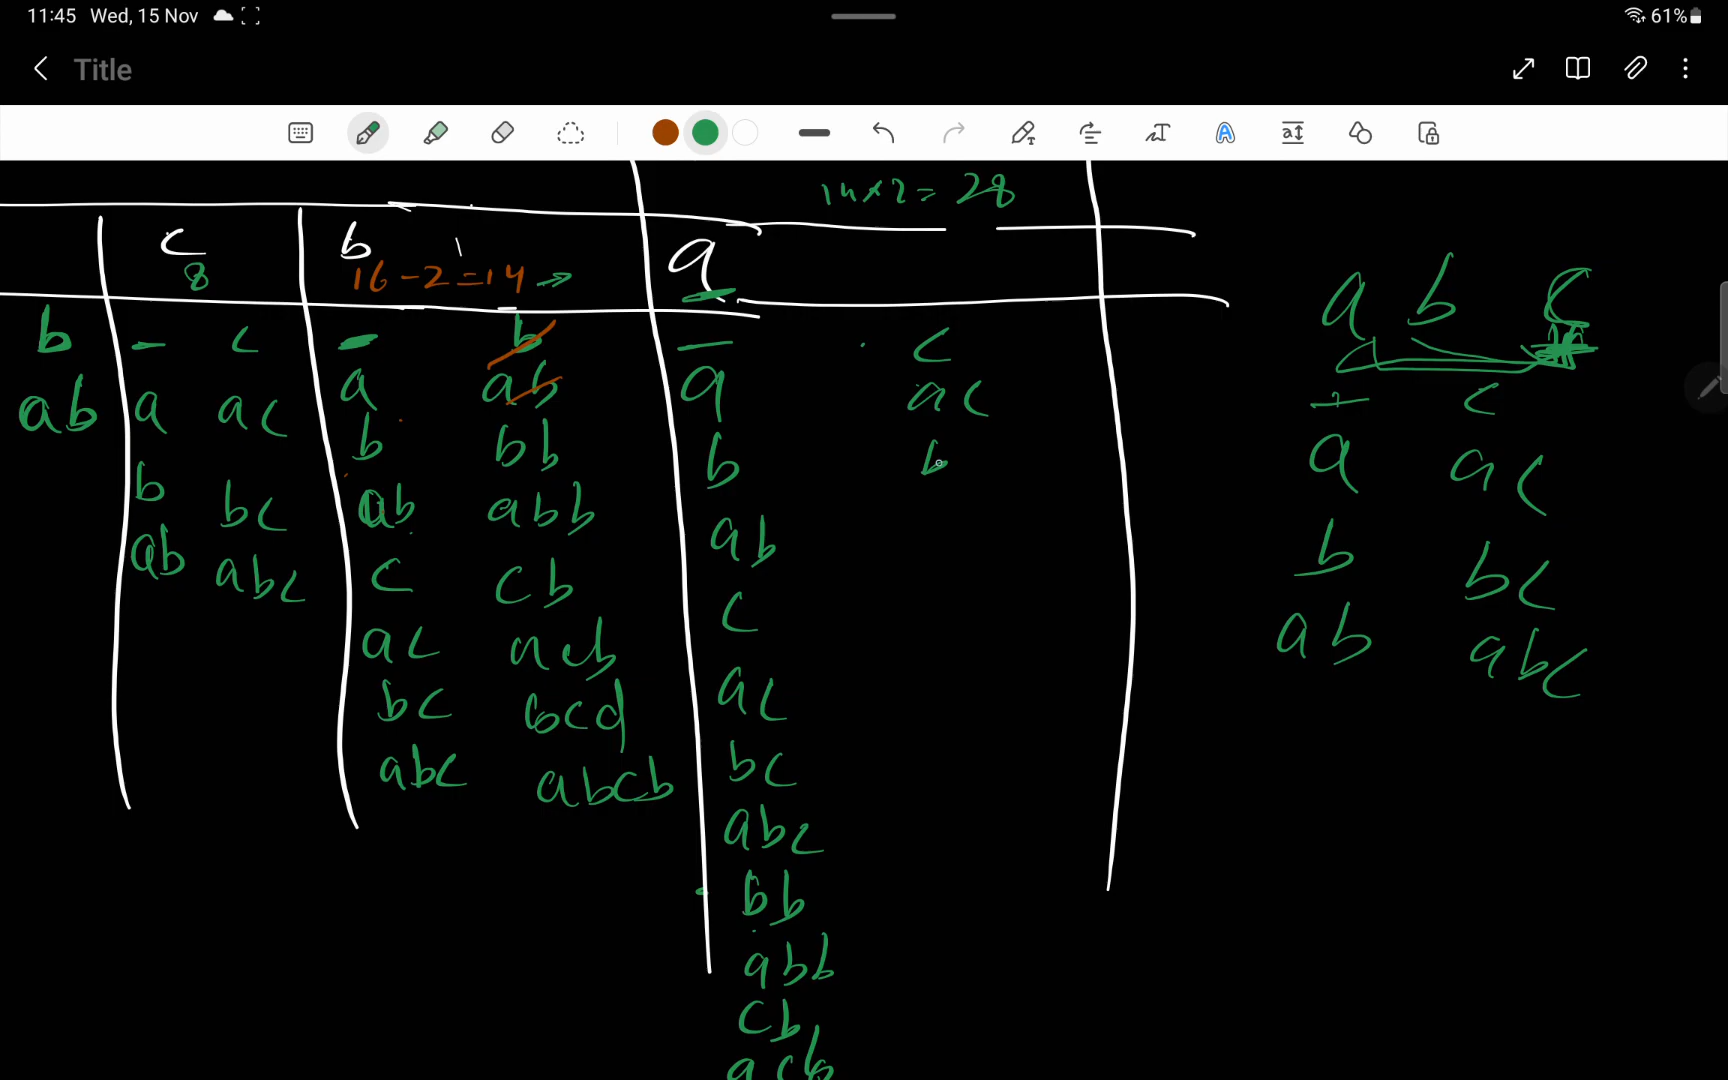 11:45 Wed, 15 Nov 61%
Title
14 x 2 = 28
c b a
8 16 - 2 = 14 →
a b c
b - c - b - c
ab a ac a ab a ac - c
b bc b bb b b a ac
ab abc ab abb ab b bc
c cb c ab abc
ac acb ac
bc bcd bc
abc abcb abc
bb
abb
cb
acb